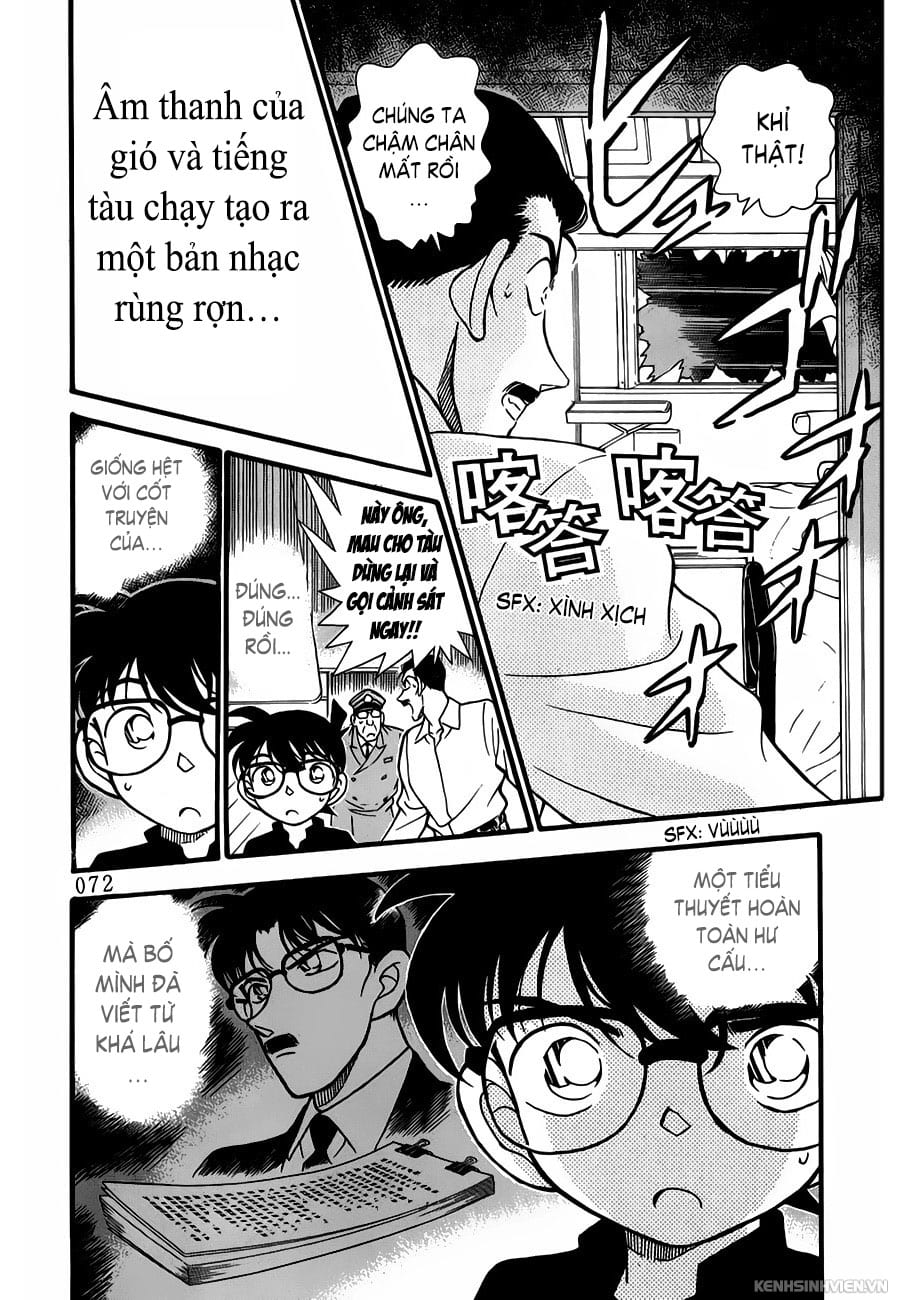 KHỈ
THẬT!
CHÚNG TA
CHẬM CHÂN
MẤT RỒI
...
Âm thanh của
gió và tiếng
tàu chạy tạo ra
một bản nhạc
rùng rợn...
喀答
喀答
SFX: XÌNH XỊCH
SFX: VÙÙÙÙ
NÀY ÔNG,
MAU CHO TÀU
DỪNG LẠI VÀ
GỌI CẢNH SÁT
NGAY!!
ĐÚNG...
ĐÚNG
RỒI...
GIỐNG HỆT
VỚI CỐT
TRUYỆN
CỦA...
072
MỘT TIỂU
THUYẾT HOÀN
TOÀN HƯ
CẤU...
MÀ BỐ
MÌNH ĐÃ
VIẾT TỪ
KHÁ LÂU
...
KENHSINHVIEN.VN